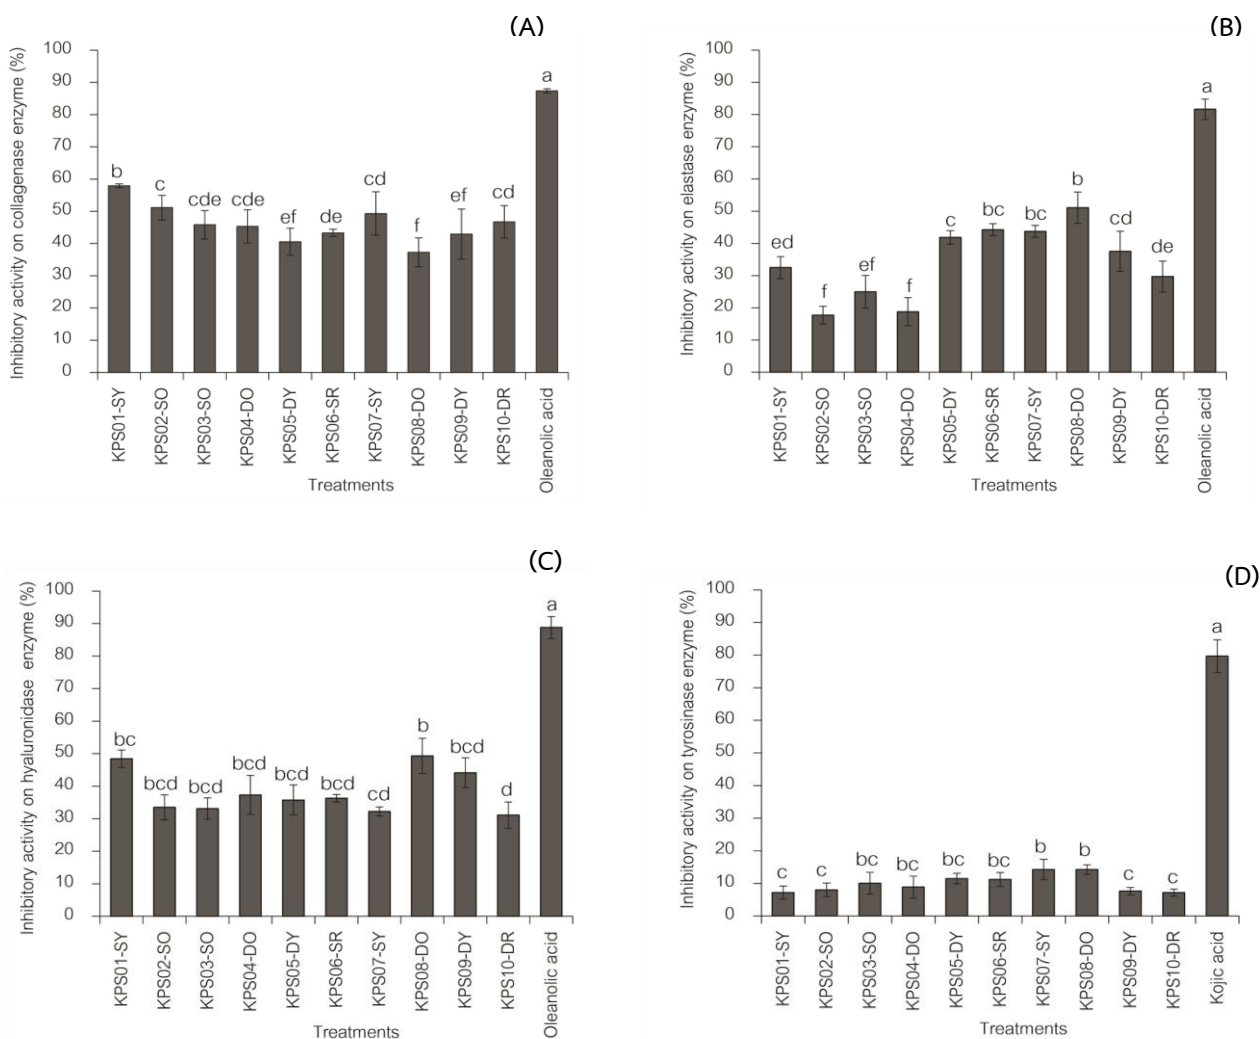 (A)
Inhibitory activity on collagenase enzyme (%)
100
90
80
70
60
50
40
30
20
10
0
b
c
cde
cde
ef
de
cd
f
ef
cd
a
KPS01-SY
KPS02-SO
KPS03-SO
KPS04-DO
KPS05-DY
KPS06-SR
KPS07-SY
KPS08-DO
KPS09-DY
KPS10-DR
Oleanolic acid
Treatments
(B)
Inhibitory activity on elastase enzyme (%)
100
90
80
70
60
50
40
30
20
10
0
ed
f
ef
f
c
bc
bc
b
cd
de
a
KPS01-SY
KPS02-SO
KPS03-SO
KPS04-DO
KPS05-DY
KPS06-SR
KPS07-SY
KPS08-DO
KPS09-DY
KPS10-DR
Oleanolic acid
Treatments
(C)
Inhibitory activity on hyaluronidase enzyme (%)
100
90
80
70
60
50
40
30
20
10
0
bc
bcd
bcd
bcd
bcd
bcd
cd
b
bcd
d
a
KPS01-SY
KPS02-SO
KPS03-SO
KPS04-DO
KPS05-DY
KPS06-SR
KPS07-SY
KPS08-DO
KPS09-DY
KPS10-DR
Oleanolic acid
Treatments
(D)
Inhibitory activity on tyrosinase enzyme (%)
100
90
80
70
60
50
40
30
20
10
0
c
c
bc
bc
bc
bc
b
b
c
c
a
KPS01-SY
KPS02-SO
KPS03-SO
KPS04-DO
KPS05-DY
KPS06-SR
KPS07-SY
KPS08-DO
KPS09-DY
KPS10-DR
Kojic acid
Treatments